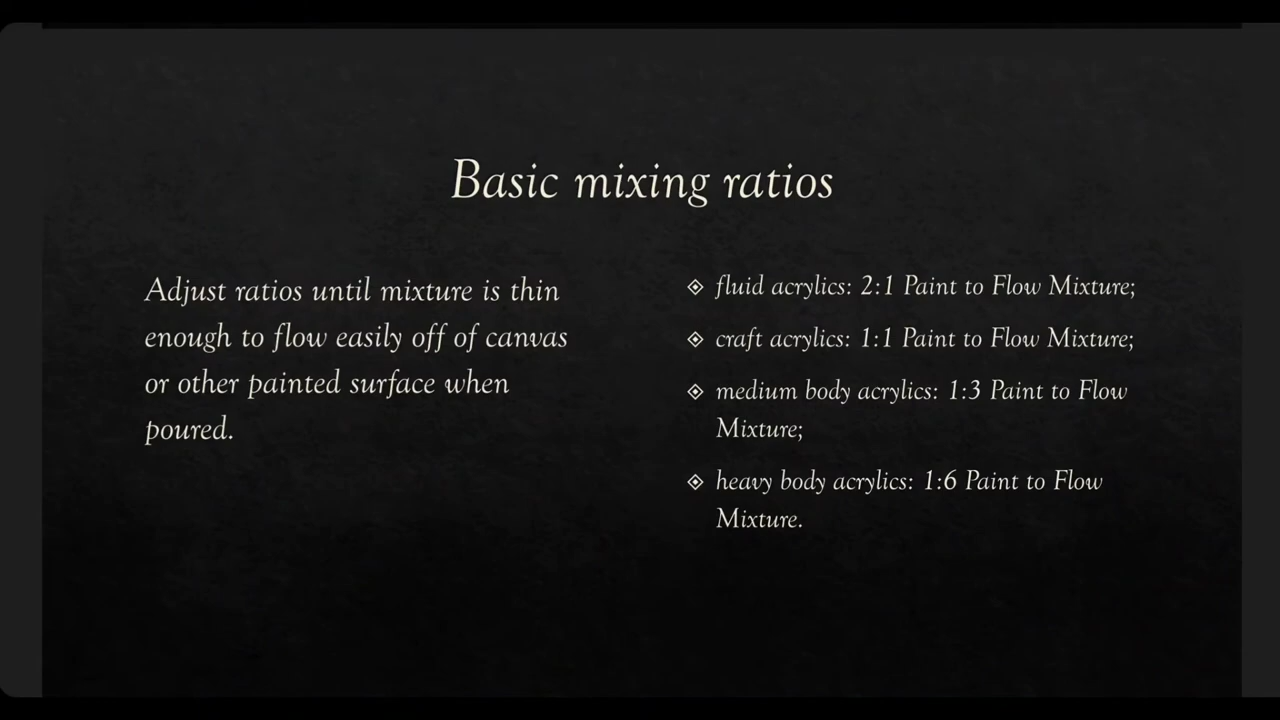 Basic mixing ratios
Adjust ratios until mixture is thin
enough to flow easily off of canvas
or other painted surface when
poured.
fluid acrylics: 2:1 Paint to Flow Mixture;
craft acrylics: 1:1 Paint to Flow Mixture;
medium body acrylics: 1:3 Paint to Flow
Mixture;
heavy body acrylics: 1:6 Paint to Flow
Mixture.